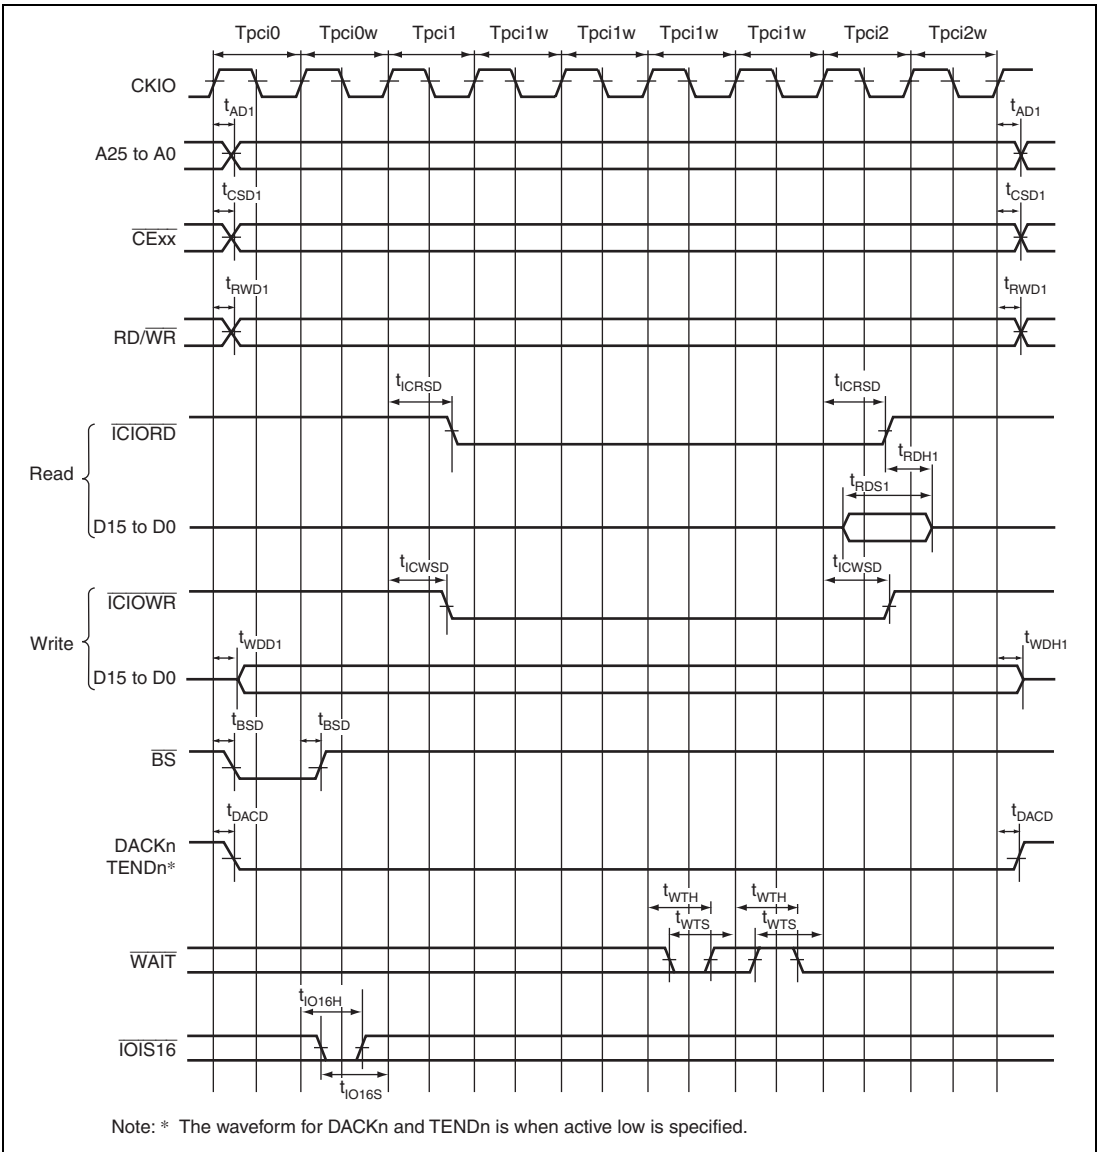 Tpci0 Tpci0w Tpci1 Tpci1w Tpci1w Tpci1w Tpci1w Tpci2 Tpci2w
CKIO
tAD1 tAD1
A25 to A0
tCSD1 tCSD1
CExx
tRWD1 tRWD1
RD/WR
tICRSD tICRSD
ICIORD
tRDH1
Read
tRDS1
D15 to D0
tICWSD tICWSD
ICIOWR
Write
tWDD1 tWDH1
D15 to D0
tBSD tBSD
BS
tDACD tDACD
DACKn
TENDn*
tWTH tWTH
tWTS tWTS
WAIT
tIO16H
IOIS16
tIO16S
Note: * The waveform for DACKn and TENDn is when active low is specified.